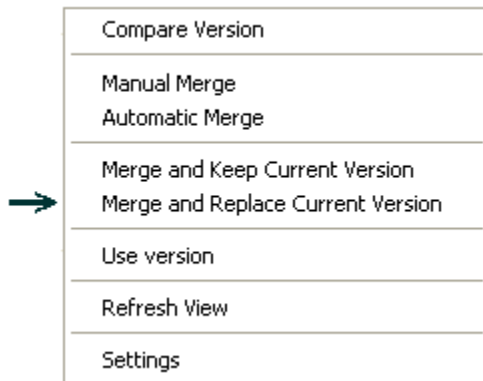 Compare Version
Manual Merge
Automatic Merge
Merge and Keep Current Version
Merge and Replace Current Version
Use version
Refresh View
Settings